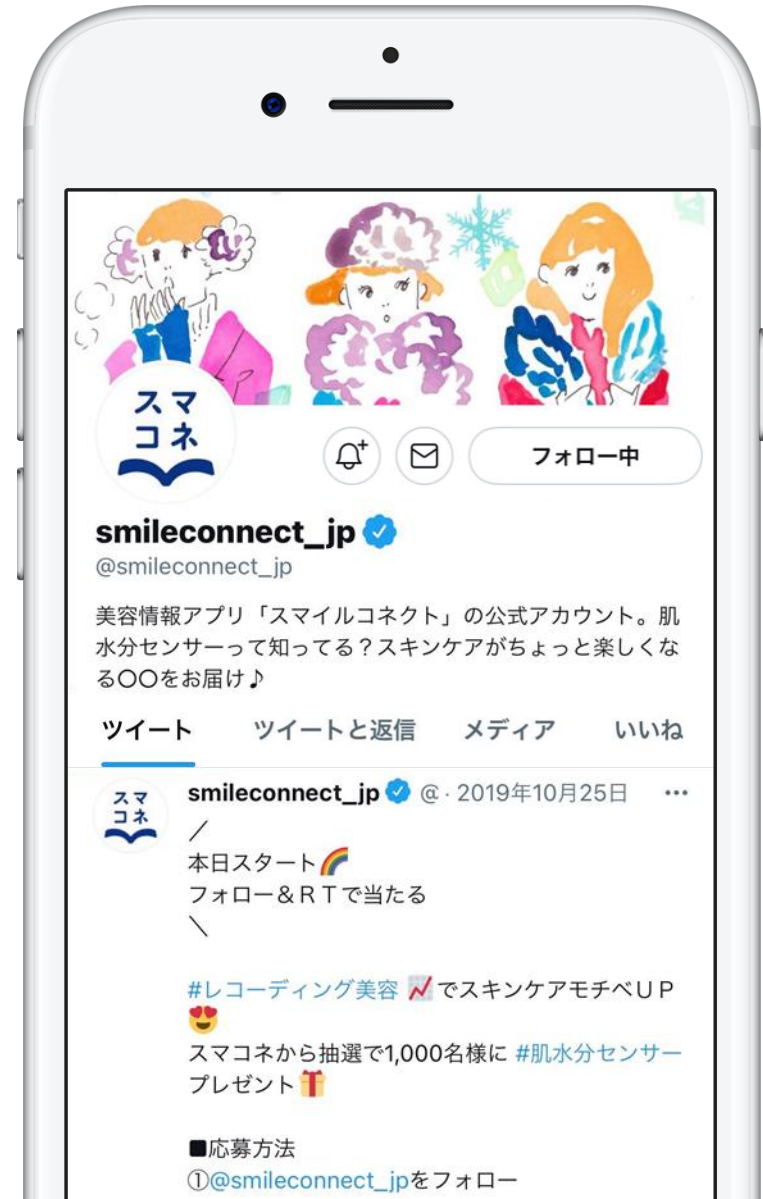 スマ
コネ
フォロー中
smileconnect_jp
@smileconnect_jp
美容情報アプリ「スマイルコネクト」の公式アカウント。肌
水分センサーって知ってる？スキンケアがちょっと楽しくな
る〇〇をお届け♪
ツイート ツイートと返信 メディア いいね
スマ
コネ
smileconnect_jp @ · 2019年10月25日 ···
／
本日スタート🌈
フォロー＆ＲＴで当たる
＼
#レコーディング美容 📈でスキンケアモチベＵＰ
😍
スマコネから抽選で1,000名様に #肌水分センサー
プレゼント🎁
■応募方法
①@smileconnect_jpをフォロー